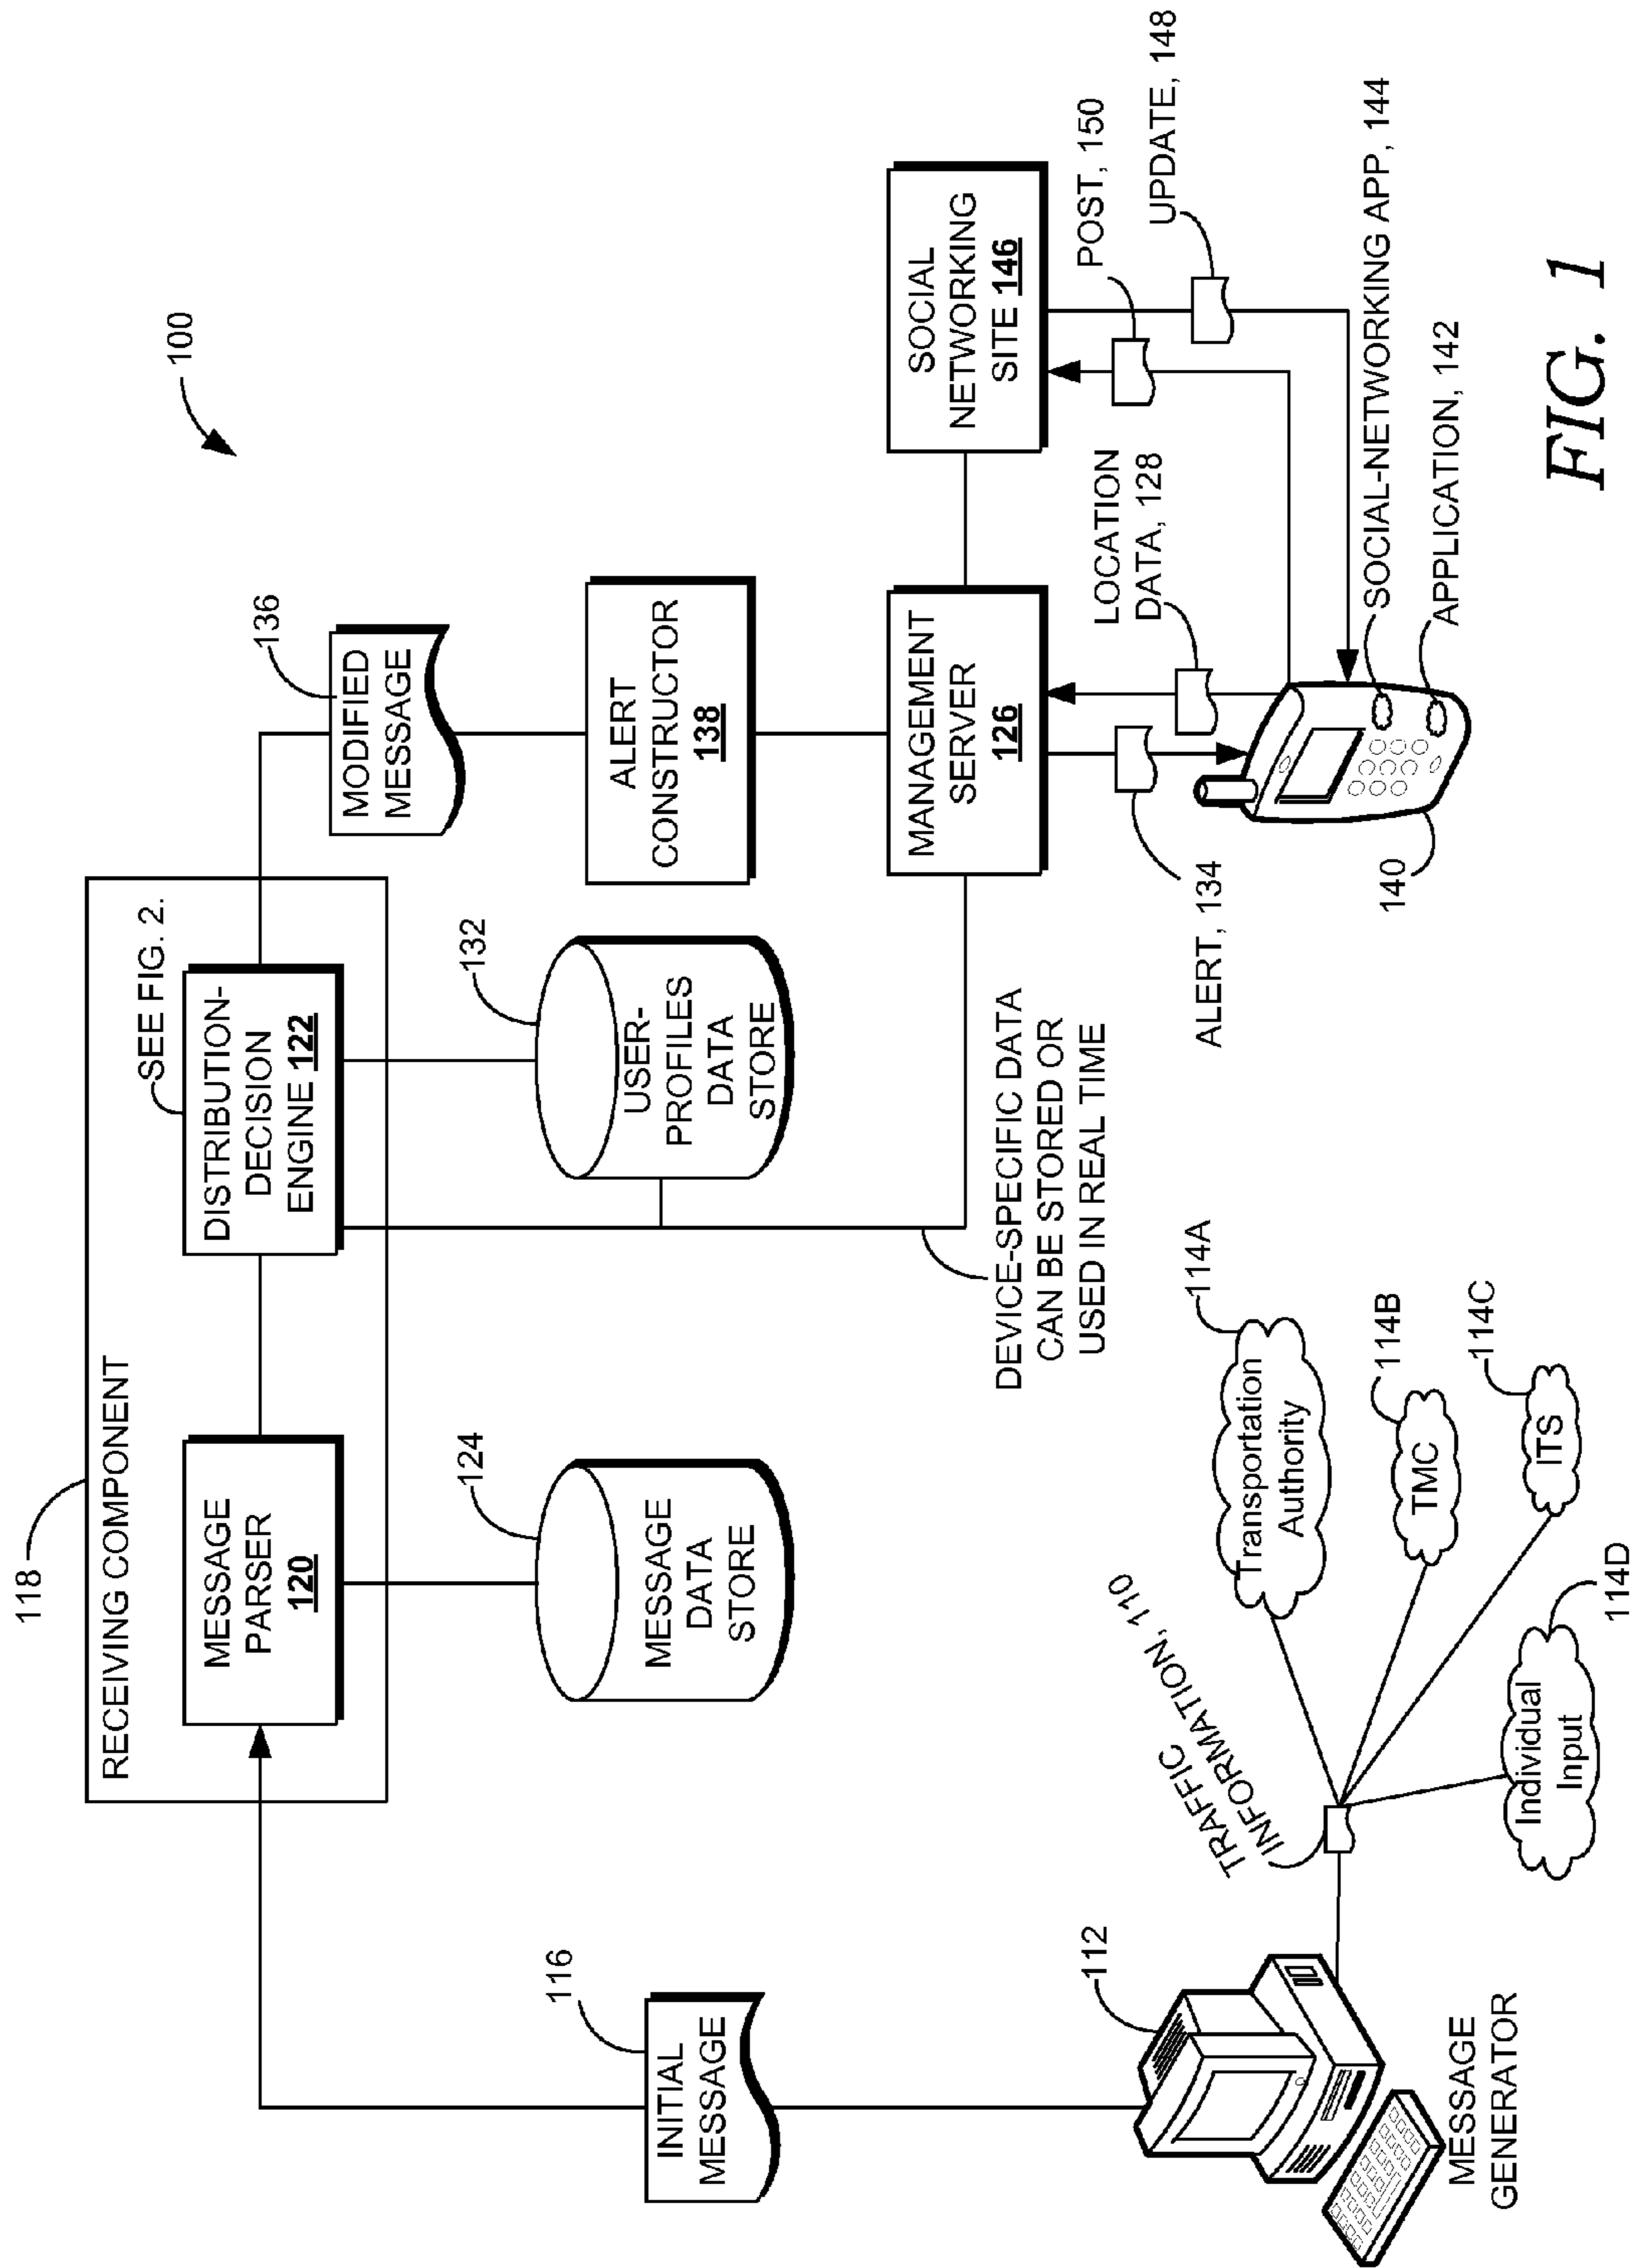 100
118
RECEIVING COMPONENT
SEE FIG. 2.
MESSAGE
PARSER
120
DISTRIBUTION-
DECISION
ENGINE 122
136
MODIFIED
MESSAGE
116
INITIAL
MESSAGE
124
MESSAGE
DATA
STORE
132
USER-
PROFILES
DATA
STORE
ALERT
CONSTRUCTOR
138
MANAGEMENT
SERVER
126
SOCIAL
NETWORKING
SITE 146
DEVICE-SPECIFIC DATA
CAN BE STORED OR
USED IN REAL TIME
LOCATION
DATA, 128
POST, 150
UPDATE, 148
ALERT, 134
140
SOCIAL-NETWORKING APP, 144
APPLICATION, 142
112
MESSAGE
GENERATOR
TRAFFIC
INFORMATION, 110
Transportation
Authority
114A
TMC
114B
ITS
114C
Individual
Input
114D
FIG. 1